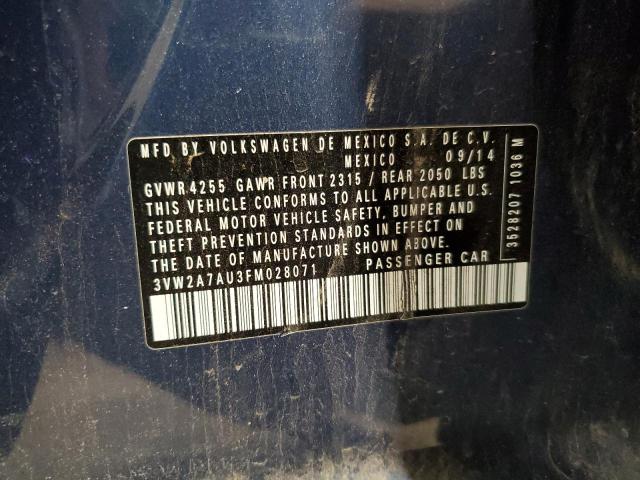 MFD BY VOLKSWAGEN DE MEXICO S.A. DE C.V.
MEXICO 09/14
GVWR 4255 GAWR FRONT 2315 / REAR 2050 LBS
THIS VEHICLE CONFORMS TO ALL APPLICABLE U.S.
FEDERAL MOTOR VEHICLE SAFETY, BUMPER AND
THEFT PREVENTION STANDARDS IN EFFECT ON
THE DATE OF MANUFACTURE SHOWN ABOVE.
3VW2A7AU3FM028071 PASSENGER CAR
3528207 1036 M